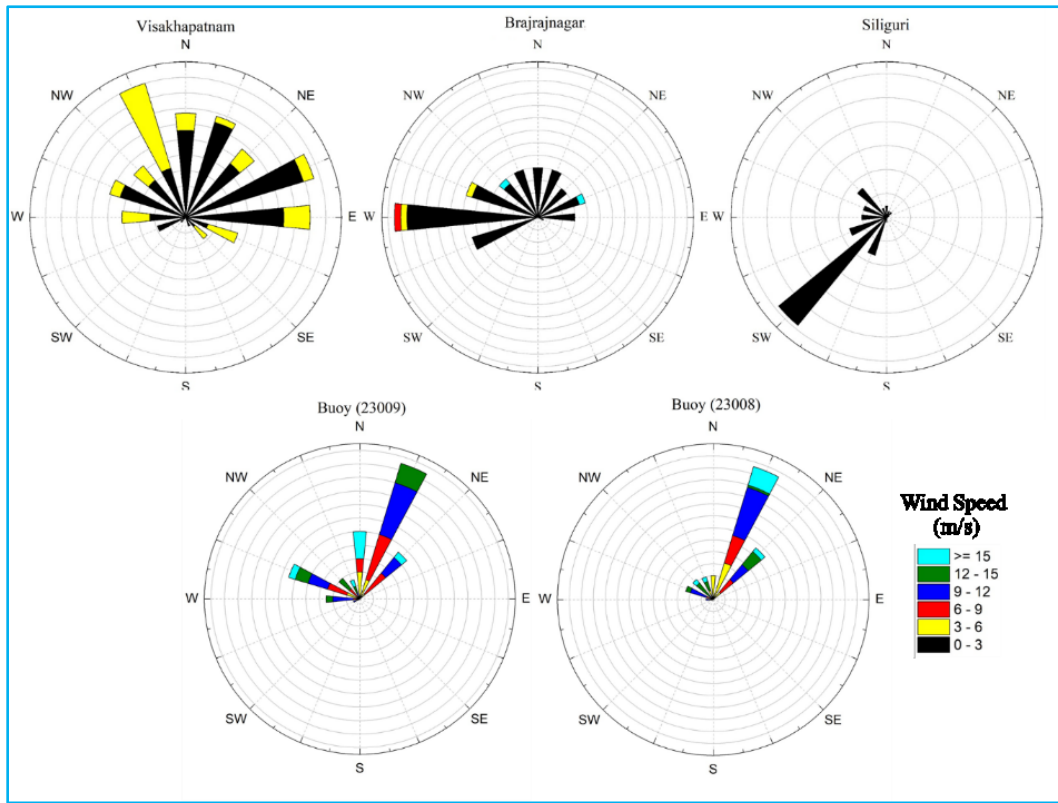 Visakhapatnam
N
NW
NE
W
E
SW
SE
S
Brajrajnagar
N
NW
NE
W
E
SW
SE
S
Siliguri
N
NW
NE
W
E
SW
SE
S
Buoy (23009)
N
NW
NE
W
E
SW
SE
S
Buoy (23008)
N
NW
NE
W
E
SW
SE
S
Wind Speed
(m/s)
>= 15
12 - 15
9 - 12
6 - 9
3 - 6
0 - 3